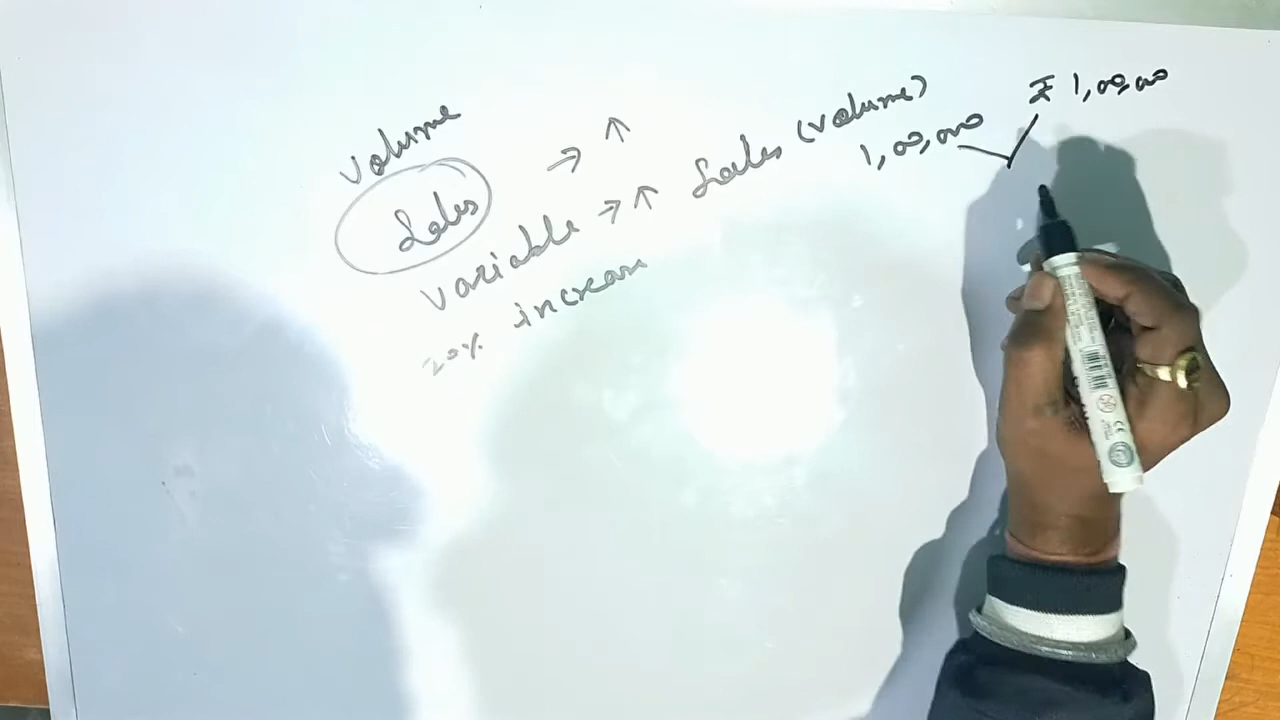 volume
Sales → ↑
variable → ↑ Sales (volume)
1,00,000 ₹ 1,00,000
20% increase